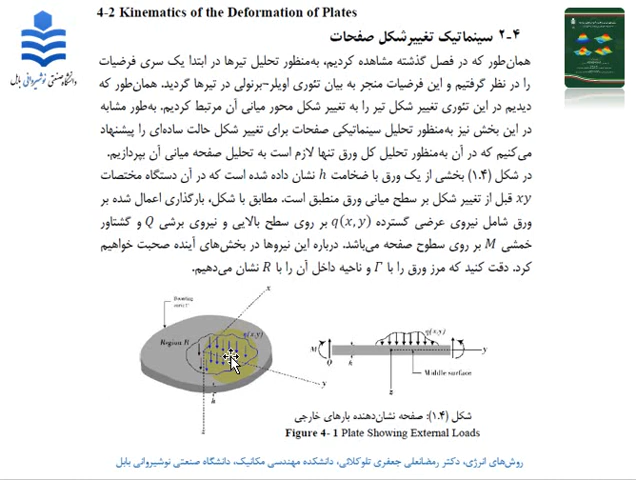 4-2 Kinematics of the Deformation of Plates
۲-۴ سینماتیک تغییرشکل صفحات
همان‌طور که در فصل گذشته مشاهده کردیم، به‌منظور تحلیل تیرها در ابتدا یک سری فرضیات
را در نظر گرفتیم و این فرضیات منجر به بیان تئوری اویلر-برنولی در تیرها گردید. همان‌طور که
دیدیم در این تئوری تغییر شکل تیر را به تغییر شکل محور میانی آن مرتبط کردیم. به‌طور مشابه
در این بخش نیز به‌منظور تحلیل سینماتیکی صفحات برای تغییر شکل حالت ساده‌ای را پیشنهاد
می‌کنیم که در آن به‌منظور تحلیل کل ورق تنها لازم است به تحلیل صفحه میانی آن بپردازیم.
در شکل (۱.۴) بخشی از یک ورق با ضخامت h نشان داده شده است که در آن دستگاه مختصات
xy قبل از تغییر شکل بر سطح میانی ورق منطبق است. مطابق با شکل، بارگذاری اعمال شده بر
ورق شامل نیروی عرضی گسترده q(x, y) بر روی سطح بالایی و نیروی برشی Q و گشتاور
خمشی M بر روی سطوح صفحه می‌باشد. درباره این نیروها در بخش‌های آینده صحبت خواهیم
کرد. دقت کنید که مرز ورق را با Γ و ناحیه داخل آن را با R نشان می‌دهیم.
دانشگاه صنعتی نوشیروانی بابل
x
Region R
q(x,y)
y
h
z
q(x,y)
M
Q
h
y
Middle surface
z
شکل (۱.۴): صفحه نشان‌دهنده بارهای خارجی
Figure 4- 1 Plate Showing External Loads
روش‌های انرژی، دکتر رمضانعلی جعفری تلوکلائی، دانشکده مهندسی مکانیک، دانشگاه صنعتی نوشیروانی بابل